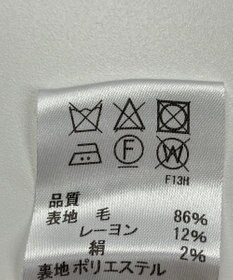 F W
F13H
品質
表地 毛 86%
レーヨン 12%
絹 2%
裏地 ポリエステル